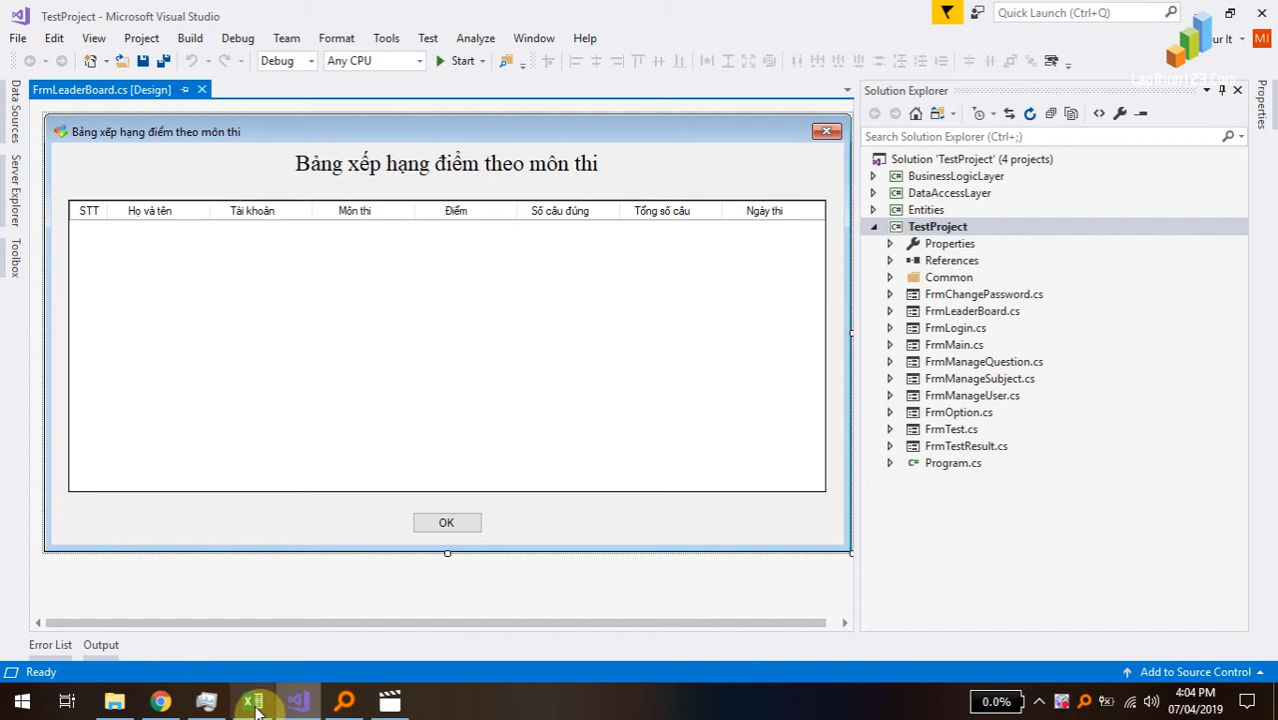 TestProject - Microsoft Visual Studio
Quick Launch (Ctrl+Q)
File Edit View Project Build Debug Team Format Tools Test Analyze Window Help
MI
Debug Any CPU Start
LapTrinh123.Com
FrmLeaderBoard.cs [Design]
Data Sources
Server Explorer
Toolbox
Bảng xếp hạng điểm theo môn thi
Bảng xếp hạng điểm theo môn thi
STT Họ và tên Tài khoản Môn thi Điểm Số câu đúng Tổng số câu Ngày thi
OK
Solution Explorer
Search Solution Explorer (Ctrl+;)
Solution 'TestProject' (4 projects)
BusinessLogicLayer
DataAccessLayer
Entities
TestProject
Properties
References
Common
FrmChangePassword.cs
FrmLeaderBoard.cs
FrmLogin.cs
FrmMain.cs
FrmManageQuestion.cs
FrmManageSubject.cs
FrmManageUser.cs
FrmOption.cs
FrmTest.cs
FrmTestResult.cs
Program.cs
Properties
Error List Output
Ready
Add to Source Control
0.0%
4:04 PM
07/04/2019